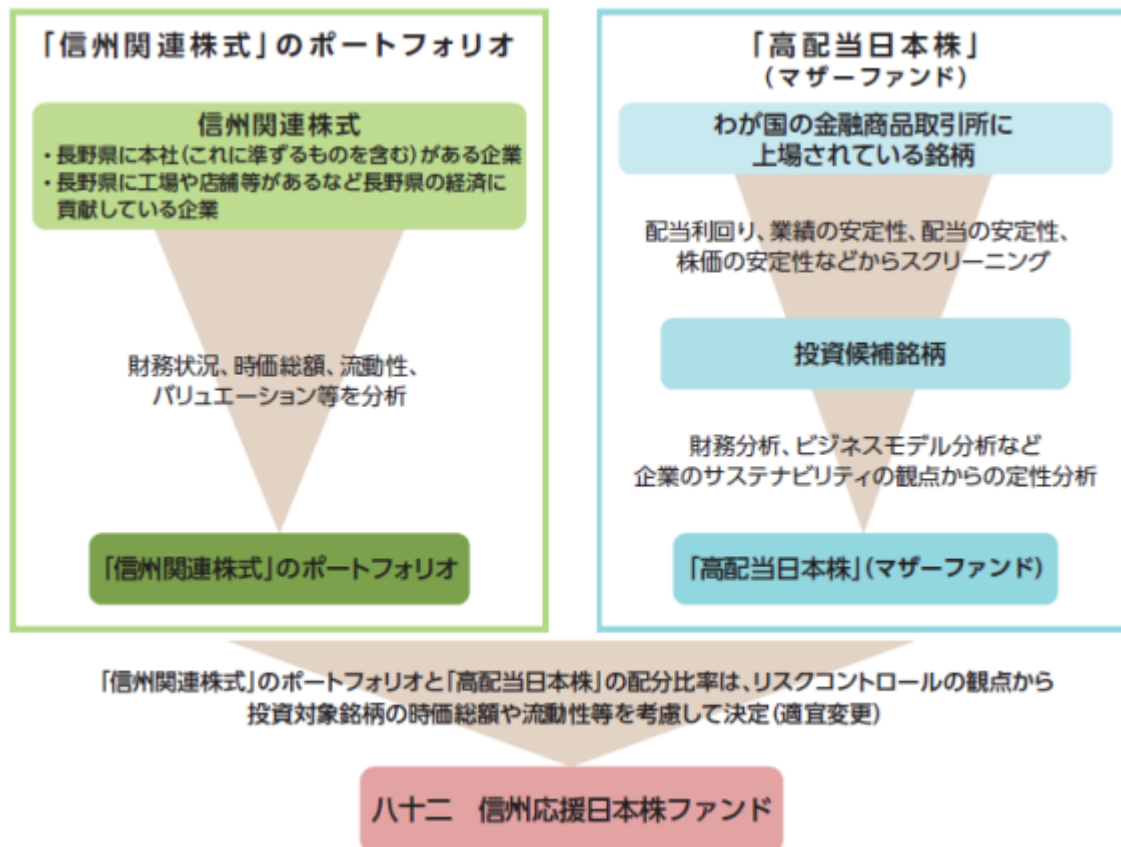 「信州関連株式」のポートフォリオ
信州関連株式
・長野県に本社(これに準ずるものを含む)がある企業
・長野県に工場や店舗等があるなど長野県の経済に
貢献している企業
財務状況、時価総額、流動性、
バリュエーション等を分析
「信州関連株式」のポートフォリオ
「高配当日本株」
(マザーファンド)
わが国の金融商品取引所に
上場されている銘柄
配当利回り、業績の安定性、配当の安定性、
株価の安定性などからスクリーニング
投資候補銘柄
財務分析、ビジネスモデル分析など
企業のサステナビリティの観点からの定性分析
「高配当日本株」(マザーファンド)
「信州関連株式」のポートフォリオと「高配当日本株」の配分比率は、リスクコントロールの観点から
投資対象銘柄の時価総額や流動性等を考慮して決定(適宜変更)
八十二　信州応援日本株ファンド